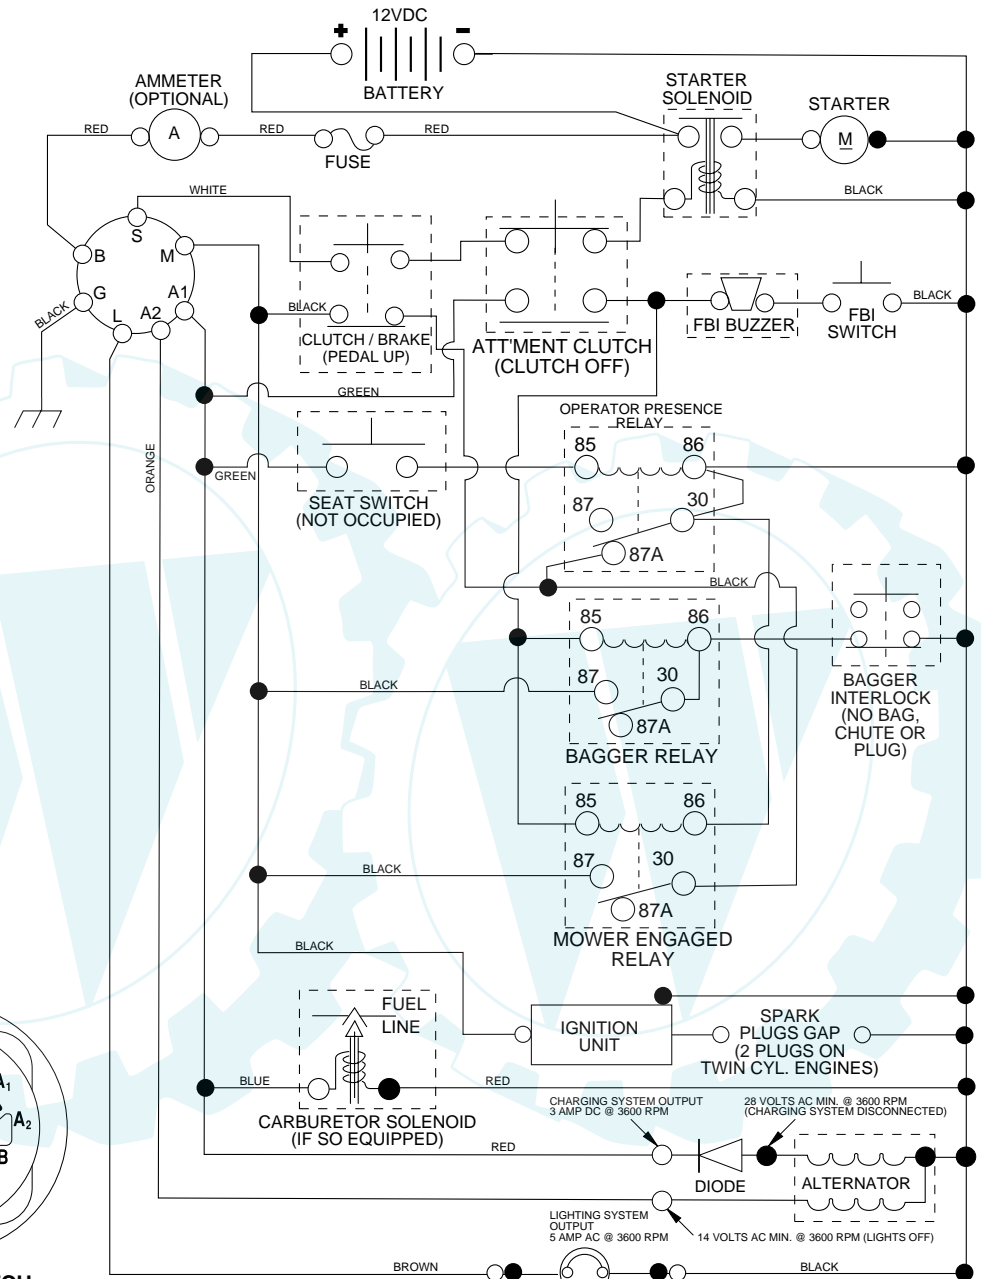 12VDC
+
-
BATTERY
AMMETER
(OPTIONAL)
A
RED
RED
RED
FUSE
STARTER
SOLENOID
STARTER
M
WHITE
BLACK
S
B
M
G
A1
A2
L
BLACK
BLACK
CLUTCH / BRAKE
(PEDAL UP)
ATT'MENT CLUTCH
(CLUTCH OFF)
FBI BUZZER
BLACK
FBI
SWITCH
GREEN
OPERATOR PRESENCE
RELAY
85
86
ORANGE
GREEN
SEAT SWITCH
(NOT OCCUPIED)
87
30
87A
BLACK
85
86
BLACK
87
30
87A
BAGGER RELAY
BAGGER
INTERLOCK
(NO BAG,
CHUTE OR
PLUG)
85
86
BLACK
87
30
87A
MOWER ENGAGED
RELAY
BLACK
FUEL
LINE
IGNITION
UNIT
SPARK
PLUGS GAP
(2 PLUGS ON
TWIN CYL. ENGINES)
BLUE
RED
CARBURETOR SOLENOID
(IF SO EQUIPPED)
CHARGING SYSTEM OUTPUT
3 AMP DC @ 3600 RPM
28 VOLTS AC MIN. @ 3600 RPM
(CHARGING SYSTEM DISCONNECTED)
RED
DIODE
ALTERNATOR
LIGHTING SYSTEM
OUTPUT
5 AMP AC @ 3600 RPM
14 VOLTS AC MIN. @ 3600 RPM (LIGHTS OFF)
BROWN
BLACK
A2
B